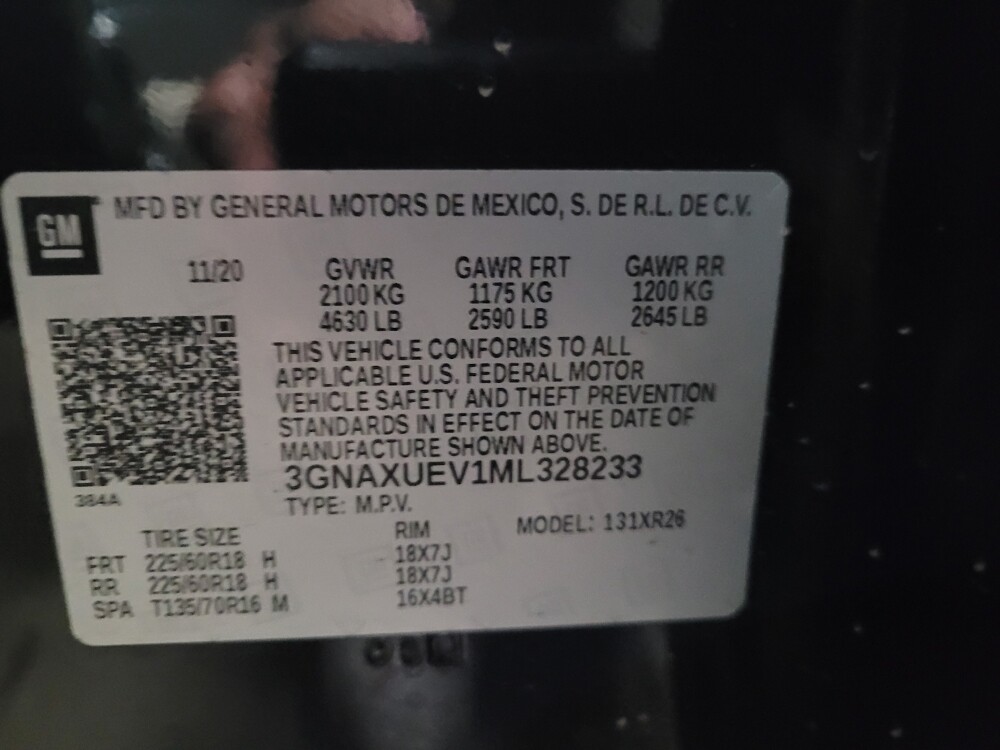 GM MFD BY GENERAL MOTORS DE MEXICO, S. DE R.L. DE C.V.
11/20 GVWR GAWR FRT GAWR RR
2100 KG 1175 KG 1200 KG
4630 LB 2590 LB 2645 LB
THIS VEHICLE CONFORMS TO ALL
APPLICABLE U.S. FEDERAL MOTOR
VEHICLE SAFETY AND THEFT PREVENTION
STANDARDS IN EFFECT ON THE DATE OF
MANUFACTURE SHOWN ABOVE.
3GNAXUEV1ML328233
384A
TYPE: M.P.V.
TIRE SIZE RIM MODEL: 131XR26
FRT 225/60R18 H 18X7J
RR 225/60R18 H 18X7J
SPA T135/70R16 M 16X4BT